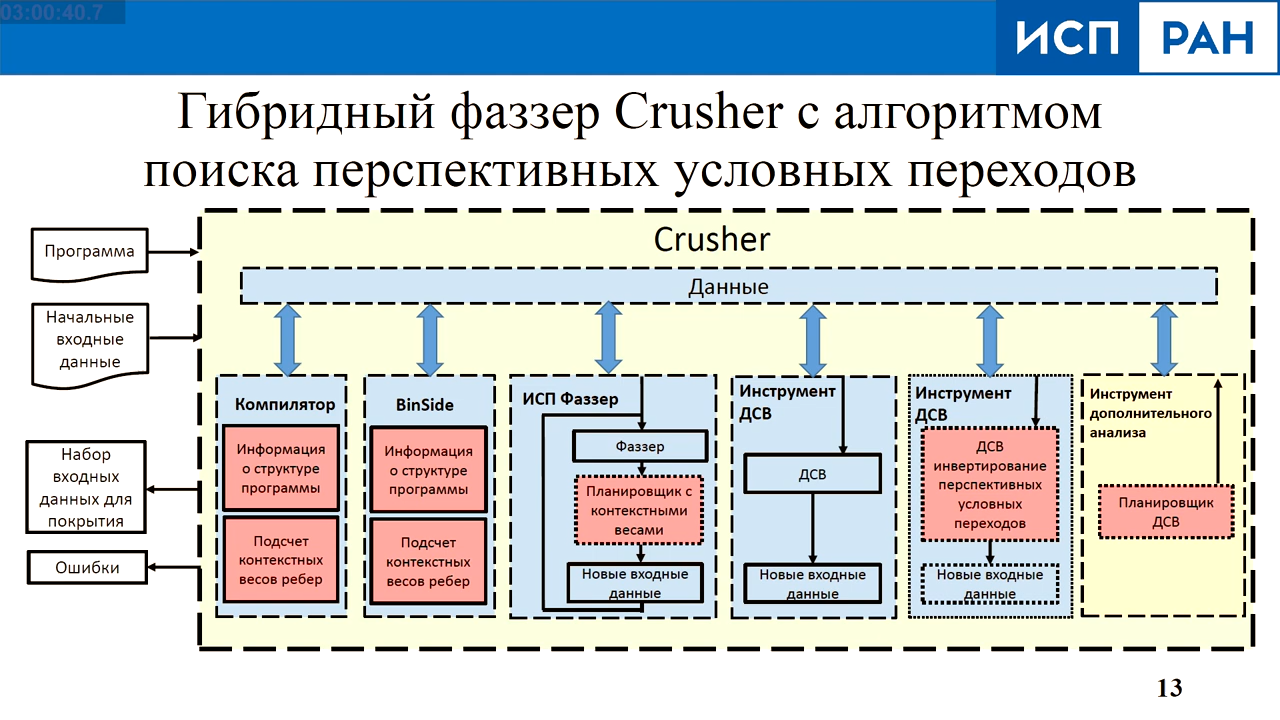 03:00:40.7
ИСП РАН
Гибридный фаззер Crusher с алгоритмом
поиска перспективных условных переходов
Программа
Начальные
входные
данные
Набор
входных
данных для
покрытия
Ошибки
Crusher
Данные
Компилятор
Информация
о структуре
программы
Подсчет
контекстных
весов ребер
BinSide
Информация
о структуре
программы
Подсчет
контекстных
весов ребер
ИСП Фаззер
Фаззер
Планировщик с
контекстными
весами
Новые входные
данные
Инструмент
ДСВ
ДСВ
Новые входные
данные
Инструмент
ДСВ
ДСВ
инвертирование
перспективных
условных
переходов
Новые входные
данные
Инструмент
дополнительного
анализа
Планировщик
ДСВ
13